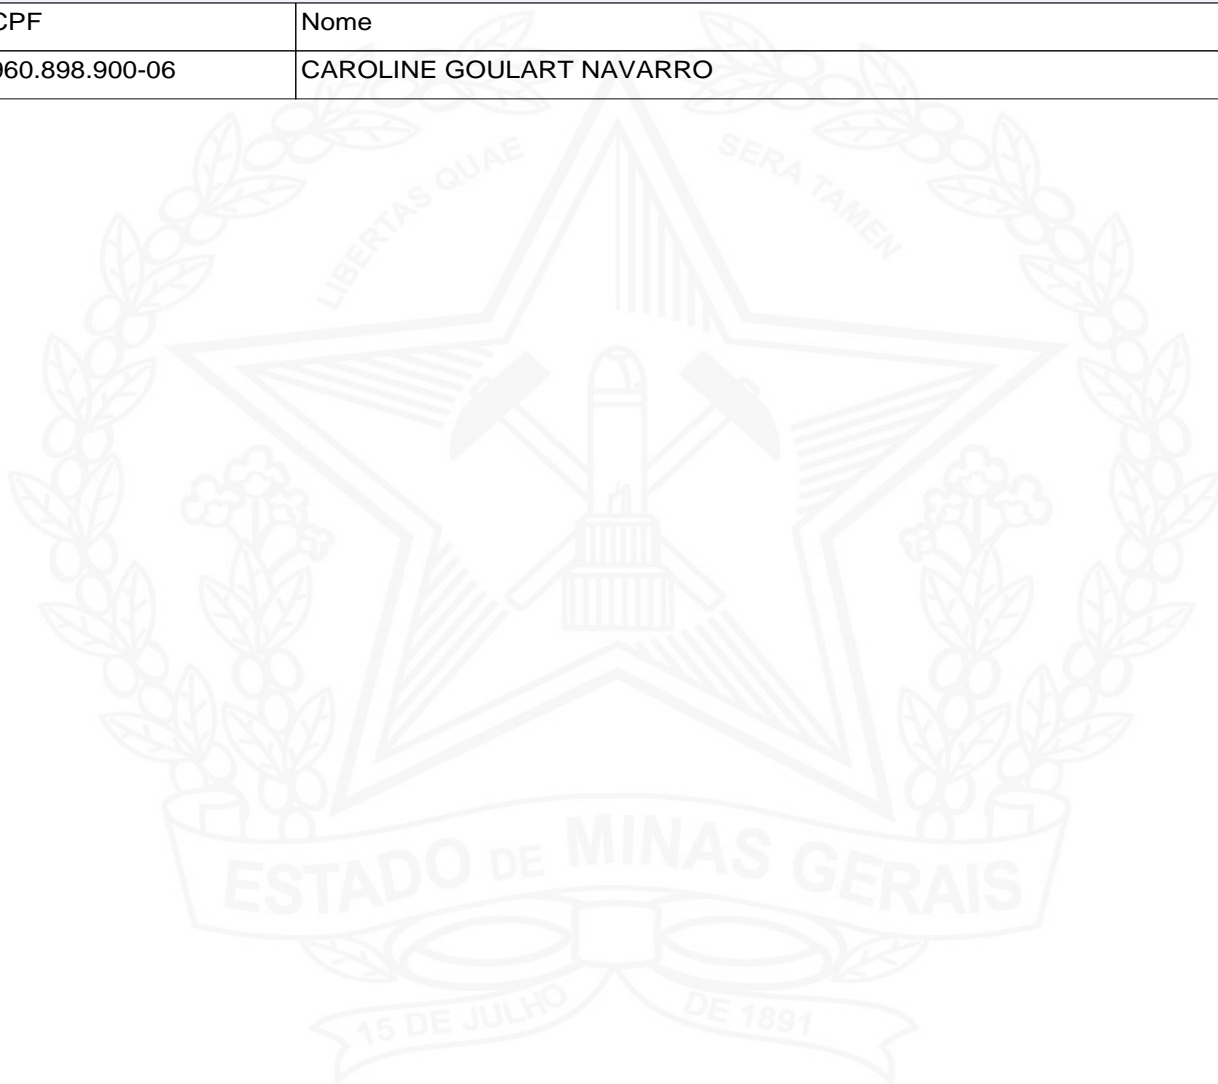 CPF Nome
960.898.900-06 CAROLINE GOULART NAVARRO
LIBERTAS QUAE SERA TAMEN
ESTADO DE MINAS GERAIS
15 DE JULHO DE 1891